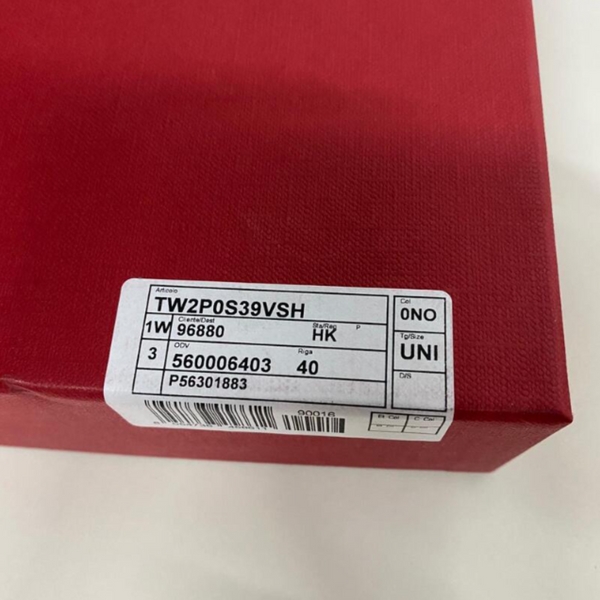 Articolo
TW2P0S39VSH
Col
0NO
1W
Cliente/Dest
96880
Sta/Reg
HK
P
Tg/Size
UNI
3
ODV
560006403
Riga
40
D/S
P56301883
90016